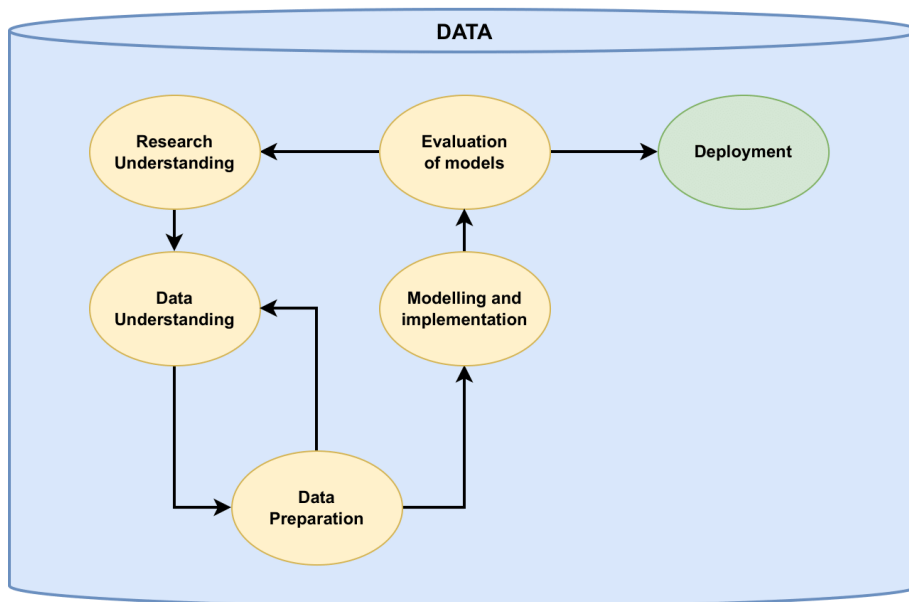 DATA
Research
Understanding
Evaluation
of models
Deployment
Data
Understanding
Modelling and
implementation
Data
Preparation